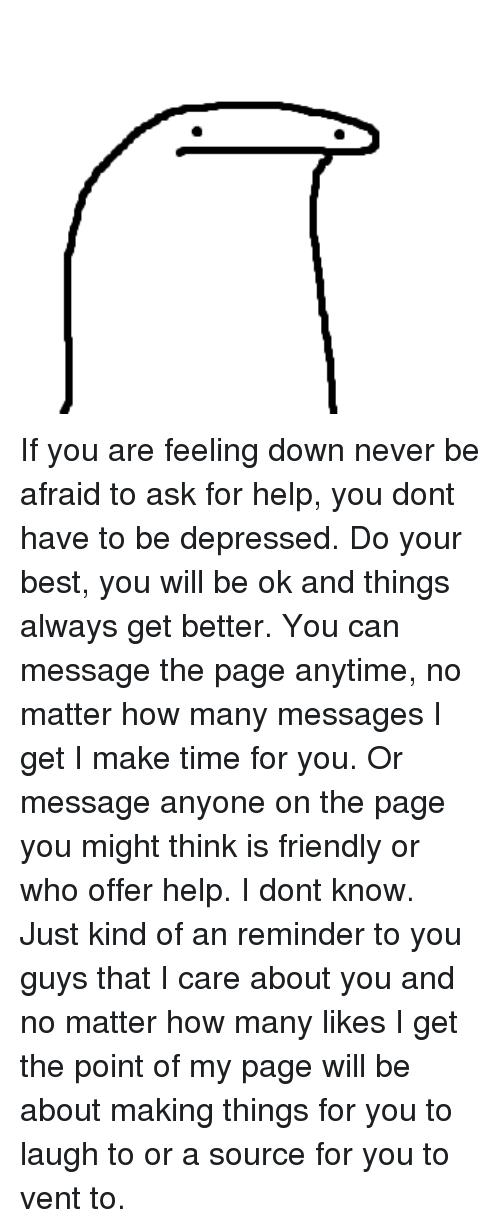 If you are feeling down never be
afraid to ask for help, you dont
have to be depressed. Do your
best, you will be ok and things
always get better. You can
message the page anytime, no
matter how many messages I
get I make time for you. Or
message anyone on the page
you might think is friendly or
who offer help. I dont know.
Just kind of an reminder to you
guys that I care about you and
no matter how many likes I get
the point of my page will be
about making things for you to
laugh to or a source for you to
vent to.